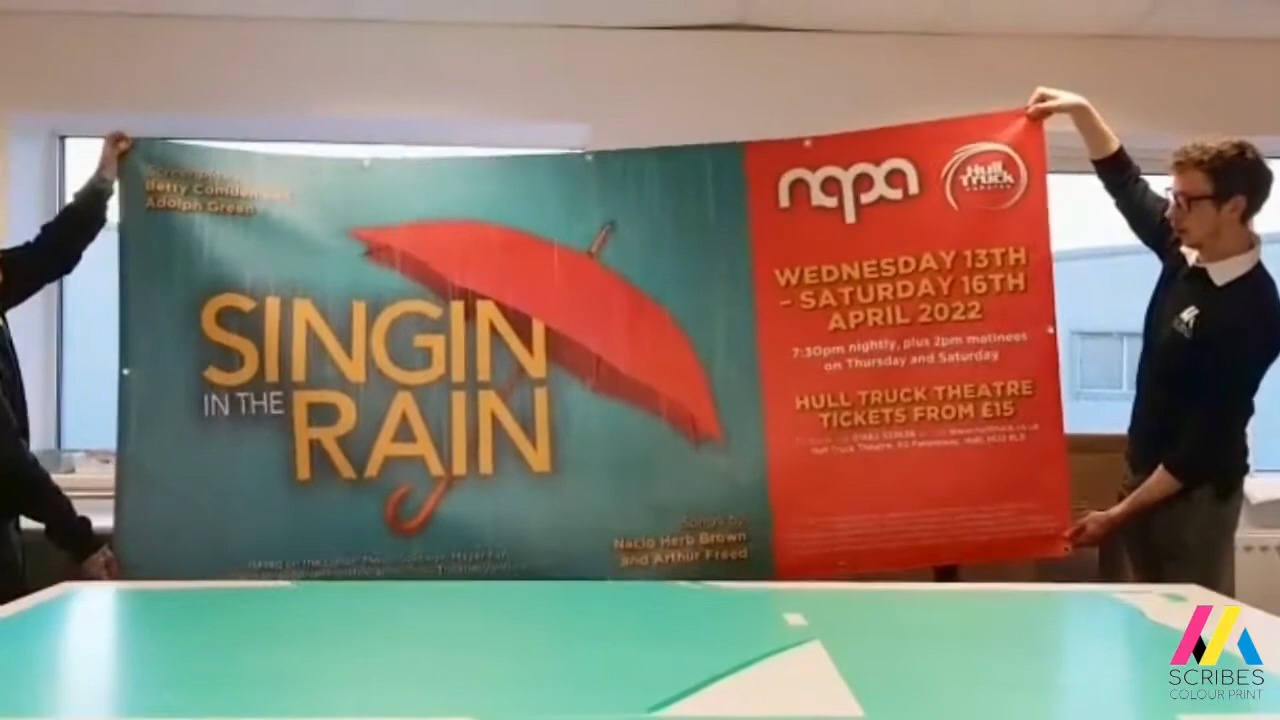 Betty Comden
Adolph Green
SINGIN
IN THE
RAIN
Songs by
Nacio Herb Brown
and Arthur Freed
napa
Hull
Truck
THEATRE
WEDNESDAY 13TH
– SATURDAY 16TH
APRIL 2022
7:30pm nightly, plus 2pm matinees
on Thursday and Saturday
HULL TRUCK THEATRE
TICKETS FROM £15
SCRIBES
COLOUR PRINT